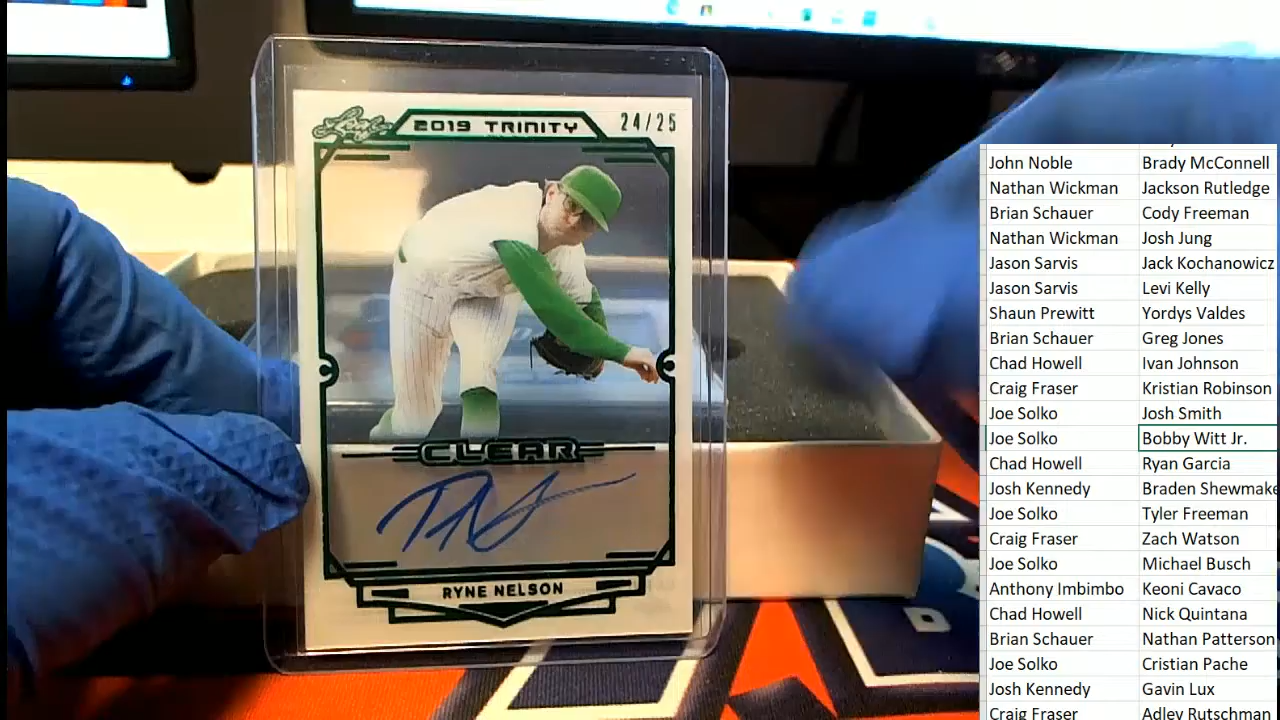 Leaf
2019 TRINITY
24/25
CLEAR
RYNE NELSON
John Noble Brady McConnell
Nathan Wickman Jackson Rutledge
Brian Schauer Cody Freeman
Nathan Wickman Josh Jung
Jason Sarvis Jack Kochanowicz
Jason Sarvis Levi Kelly
Shaun Prewitt Yordys Valdes
Brian Schauer Greg Jones
Chad Howell Ivan Johnson
Craig Fraser Kristian Robinson
Joe Solko Josh Smith
Joe Solko Bobby Witt Jr.
Chad Howell Ryan Garcia
Josh Kennedy Braden Shewmake
Joe Solko Tyler Freeman
Craig Fraser Zach Watson
Joe Solko Michael Busch
Anthony Imbimbo Keoni Cavaco
Chad Howell Nick Quintana
Brian Schauer Nathan Patterson
Joe Solko Cristian Pache
Josh Kennedy Gavin Lux
Craig Fraser Adley Rutschman